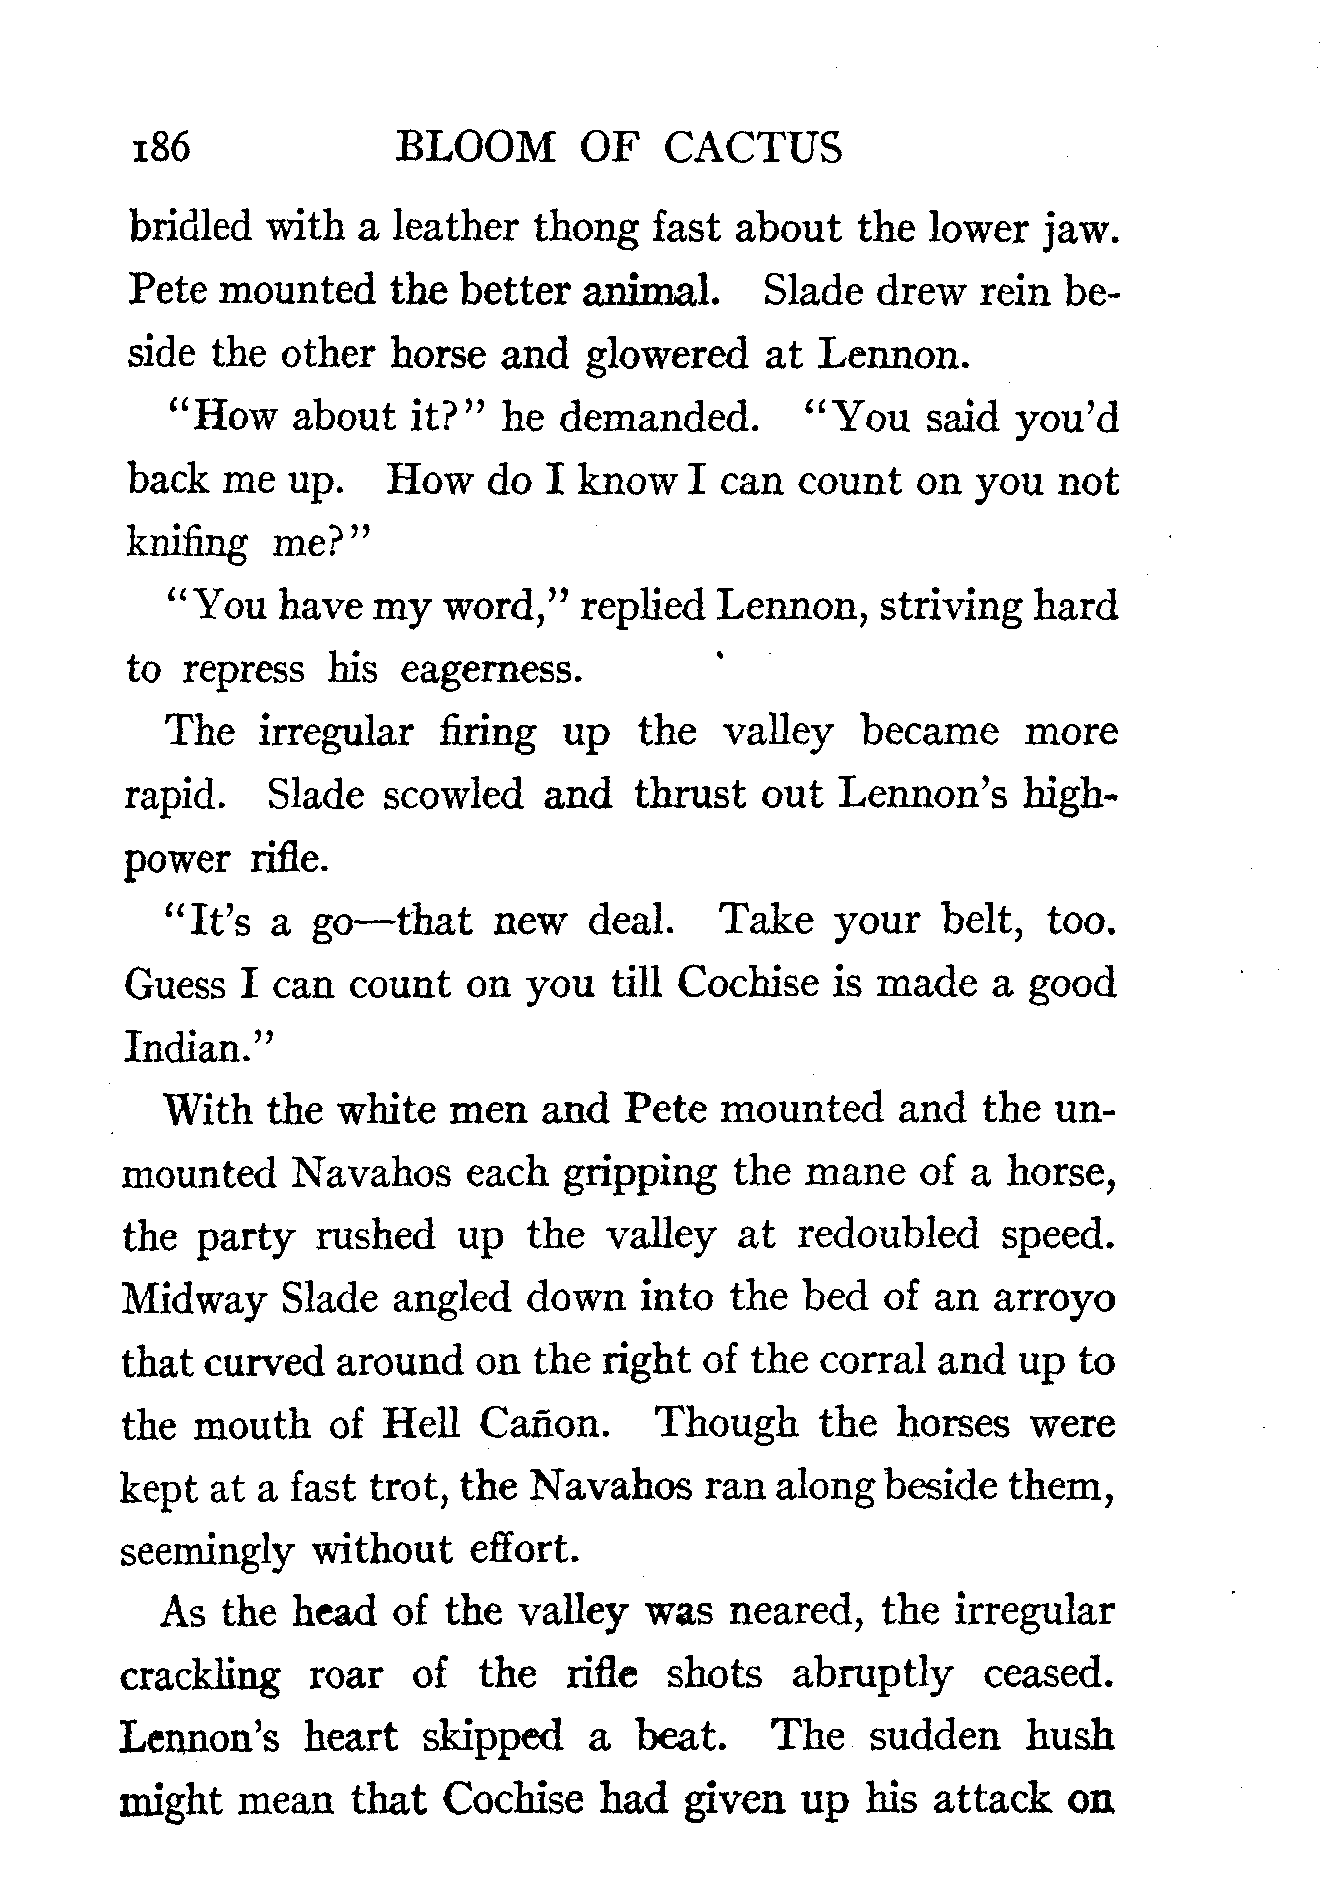 186 BLOOM OF CACTUS
bridled with a leather thong fast about the lower jaw.
Pete mounted the better animal. Slade drew rein be-
side the other horse and glowered at Lennon.
"How about it?" he demanded. "You said you'd
back me up. How do I know I can count on you not
knifing me?"
"You have my word," replied Lennon, striving hard
to repress his eagerness.
The irregular firing up the valley became more
rapid. Slade scowled and thrust out Lennon's high-
power rifle.
"It's a go—that new deal. Take your belt, too.
Guess I can count on you till Cochise is made a good
Indian."
With the white men and Pete mounted and the un-
mounted Navahos each gripping the mane of a horse,
the party rushed up the valley at redoubled speed.
Midway Slade angled down into the bed of an arroyo
that curved around on the right of the corral and up to
the mouth of Hell Cañon. Though the horses were
kept at a fast trot, the Navahos ran along beside them,
seemingly without effort.
As the head of the valley was neared, the irregular
crackling roar of the rifle shots abruptly ceased.
Lennon's heart skipped a beat. The sudden hush
might mean that Cochise had given up his attack on